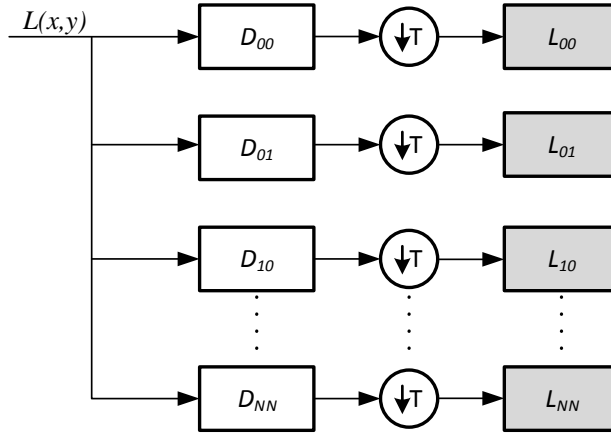 L(x,y)
D00 ↓T L00
D01 ↓T L01
D10 ↓T L10
DNN ↓T LNN